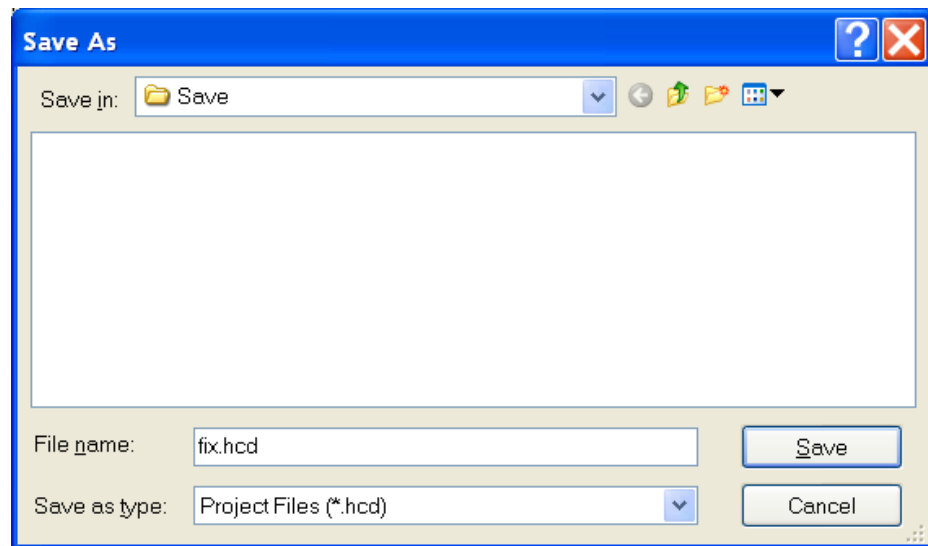 Save As
Save in: Save
File name: fix.hcd Save
Save as type: Project Files (*.hcd) Cancel